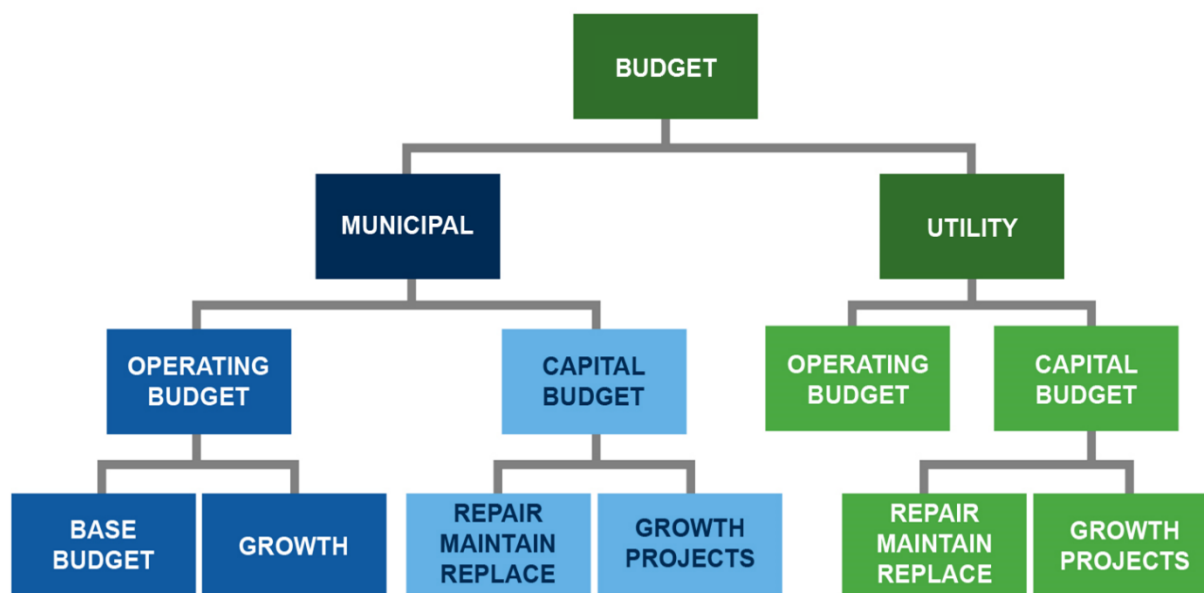 BUDGET
MUNICIPAL
UTILITY
OPERATING
BUDGET
CAPITAL
BUDGET
OPERATING
BUDGET
CAPITAL
BUDGET
BASE
BUDGET
GROWTH
REPAIR
MAINTAIN
REPLACE
GROWTH
PROJECTS
REPAIR
MAINTAIN
REPLACE
GROWTH
PROJECTS